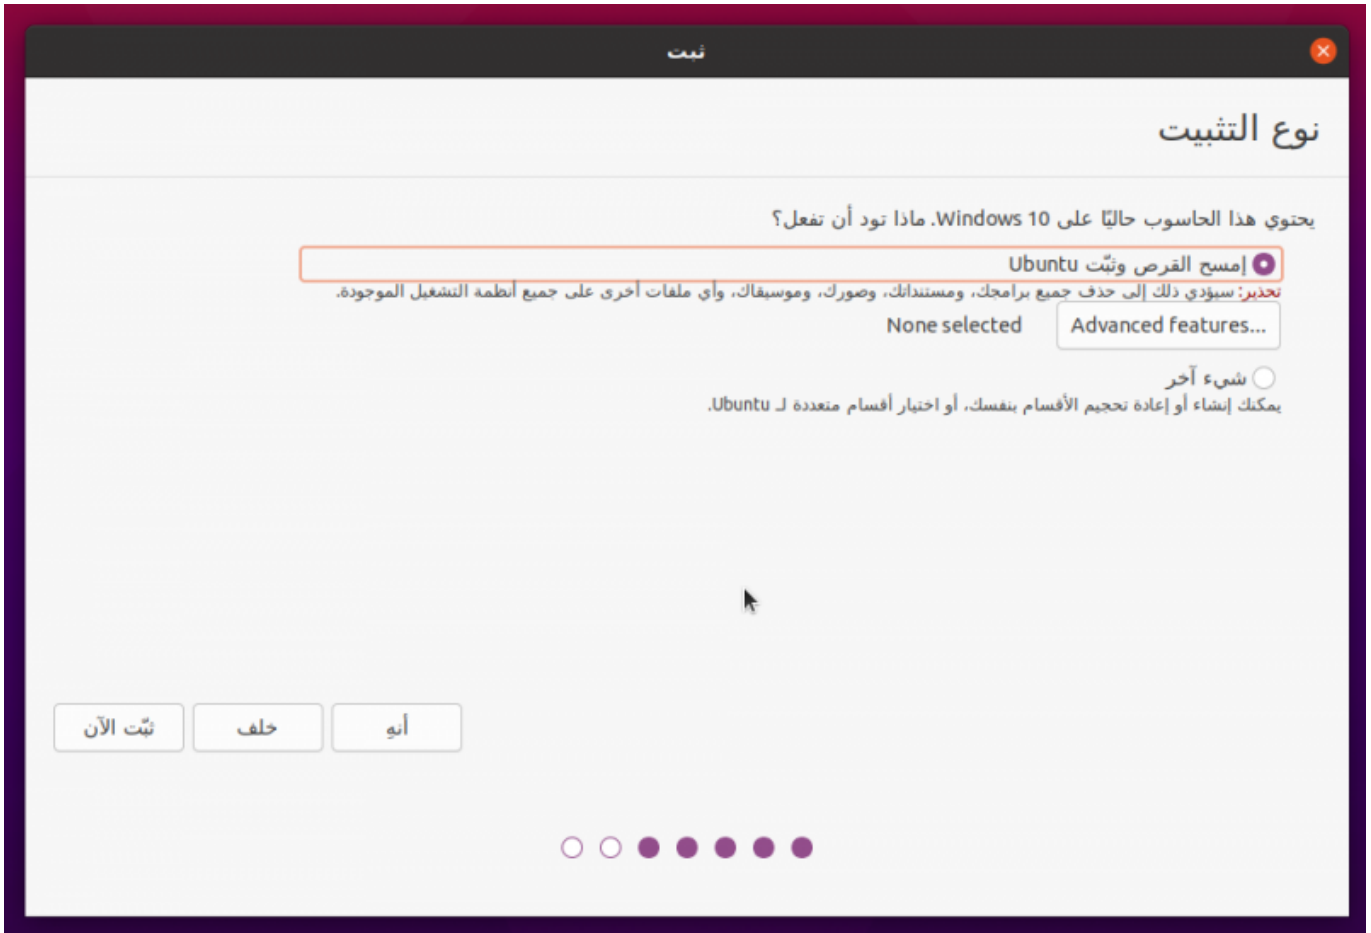 ثبت
نوع التثبيت
يحتوي هذا الحاسوب حاليًا على Windows 10. ماذا تود أن تفعل؟
إمسح القرص وثبّت Ubuntu
تحذير: سيؤدي ذلك إلى حذف جميع برامجك، ومستنداتك، وصورك، وموسيقاك، وأي ملفات أخرى على جميع أنظمة التشغيل الموجودة.
Advanced features... None selected
شيء آخر
يمكنك إنشاء أو إعادة تحجيم الأقسام بنفسك، أو اختيار أقسام متعددة لـ Ubuntu.
أنهِ خلف ثبّت الآن